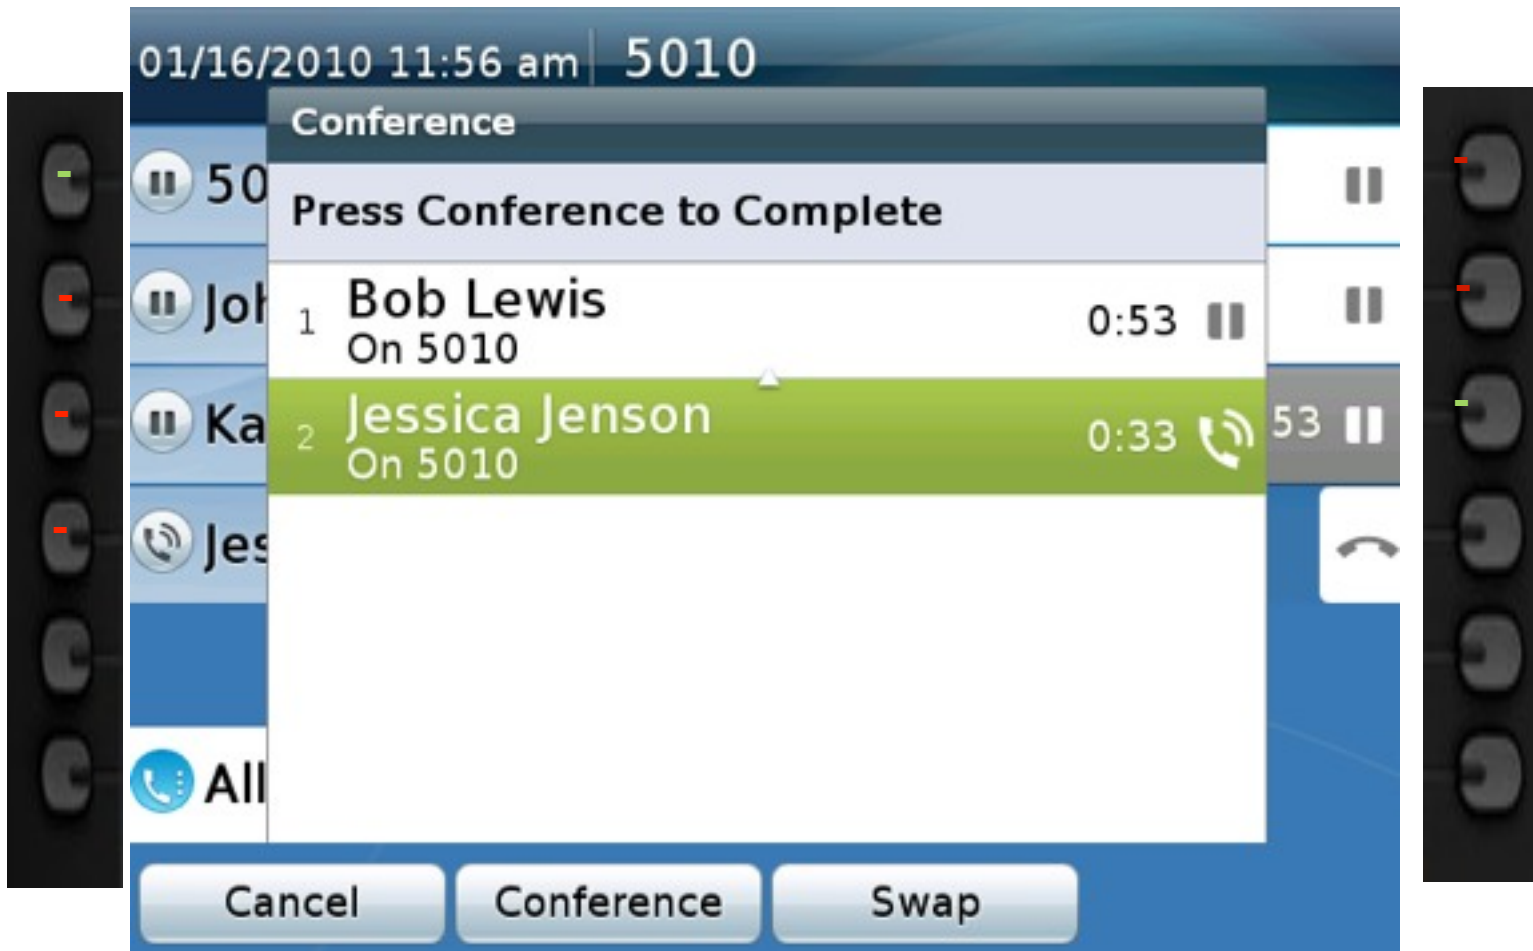 01/16/2010 11:56 am 5010
Conference
50
Press Conference to Complete
Joh
1 Bob Lewis 0:53
On 5010
Ka
2 Jessica Jenson 0:33 53
On 5010
Jes
All
Cancel Conference Swap